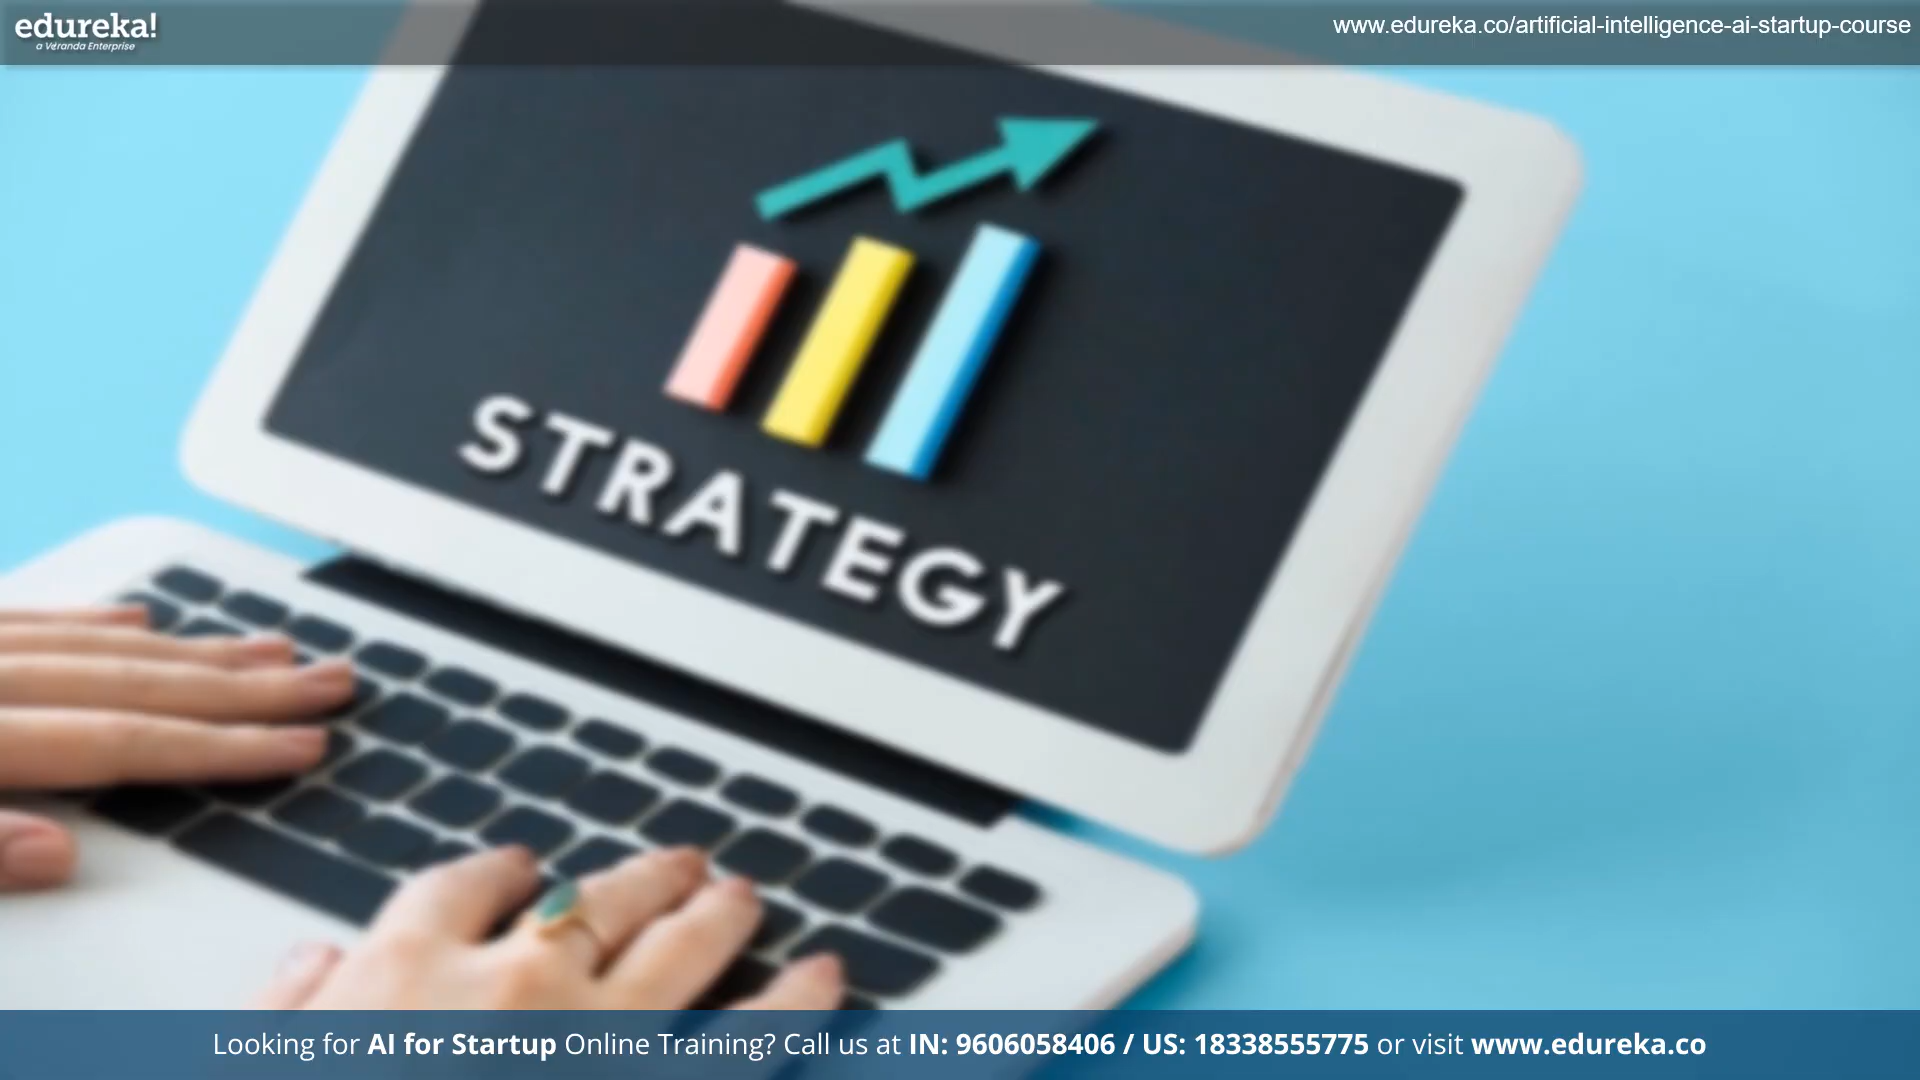 edureka!
a Veranda Enterprise
www.edureka.co/artificial-intelligence-ai-startup-course
STRATEGY
Looking for AI for Startup Online Training? Call us at IN: 9606058406 / US: 18338555775 or visit www.edureka.co